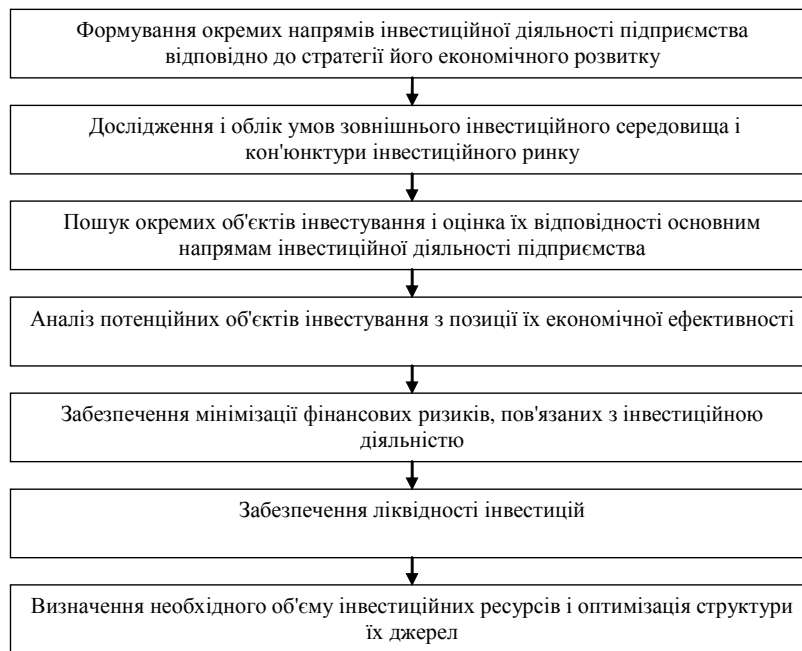 Формування окремих напрямів інвестиційної діяльності підприємства
відповідно до стратегії його економічного розвитку
Дослідження і облік умов зовнішнього інвестиційного середовища і
кон'юнктури інвестиційного ринку
Пошук окремих об'єктів інвестування і оцінка їх відповідності основним
напрямам інвестиційної діяльності підприємства
Аналіз потенційних об'єктів інвестування з позиції їх економічної ефективності
Забезпечення мінімізації фінансових ризиків, пов'язаних з інвестиційною
діяльністю
Забезпечення ліквідності інвестицій
Визначення необхідного об'єму інвестиційних ресурсів і оптимізація структури
їх джерел